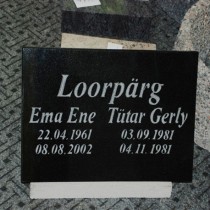 Loorpärg
Ema Ene Tütar Gerly
22.04.1961 03.09.1981
08.08.2002 04.11.1981